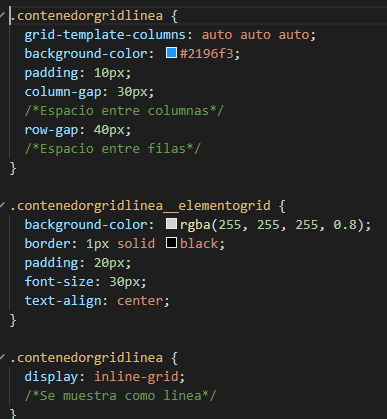 .contenedorgridlinea {
grid-template-columns: auto auto auto;
background-color: #2196f3;
padding: 10px;
column-gap: 30px;
/*Espacio entre columnas*/
row-gap: 40px;
/*Espacio entre filas*/
}
.contenedorgridlinea__elementogrid {
background-color: rgba(255, 255, 255, 0.8);
border: 1px solid black;
padding: 20px;
font-size: 30px;
text-align: center;
}
.contenedorgridlinea {
display: inline-grid;
/*Se muestra como linea*/
}